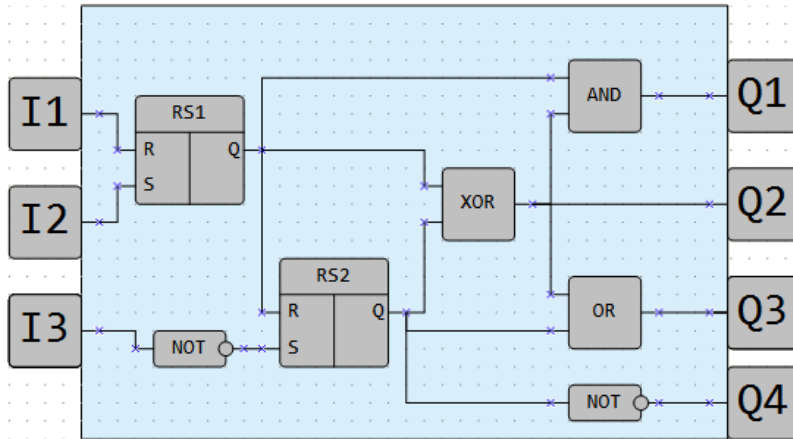 I1
I2
I3
RS1
R
Q
S
RS2
R
Q
S
NOT
XOR
AND
OR
NOT
Q1
Q2
Q3
Q4